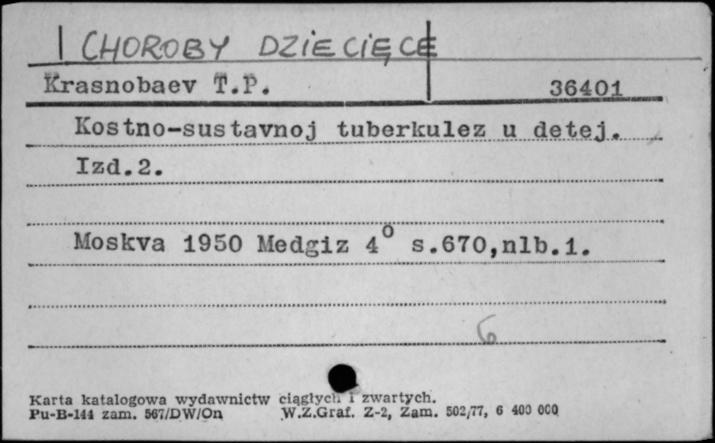 CHOROBY DZIECIĘCE
Krasnobaev T.P. 36401
Kostno-sustavnoj tuberkulez u detej.
Izd.2.
Moskva 1950 Medgiz 4° s.670,nlb.1.
6
Karta katalogowa wydawnictw ciągłych i zwartych.
Pu-B-144 zam. 567/DW/On W.Z.Graf. Z-2, Zam. 502/77, 6 400 000